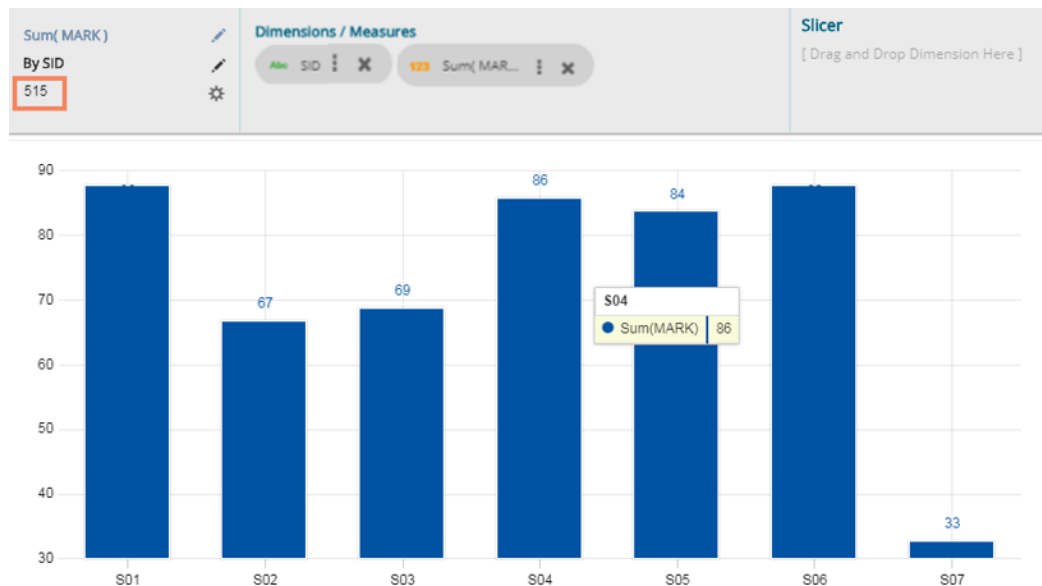 Sum( MARK )
By SID
515
Dimensions / Measures
Abc SID
123 Sum( MAR...
Slicer
[ Drag and Drop Dimension Here ]
90
80
70
60
50
40
30
67
69
86
84
33
S04
Sum(MARK) 86
S01 S02 S03 S04 S05 S06 S07